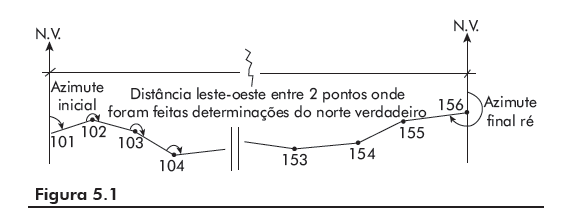 N.V.
N.V.
Azimute
inicial
Distância leste-oeste entre 2 pontos onde
foram feitas determinações do norte verdadeiro
156
Azimute
final ré
101
102
103
104
153
154
155
Figura 5.1